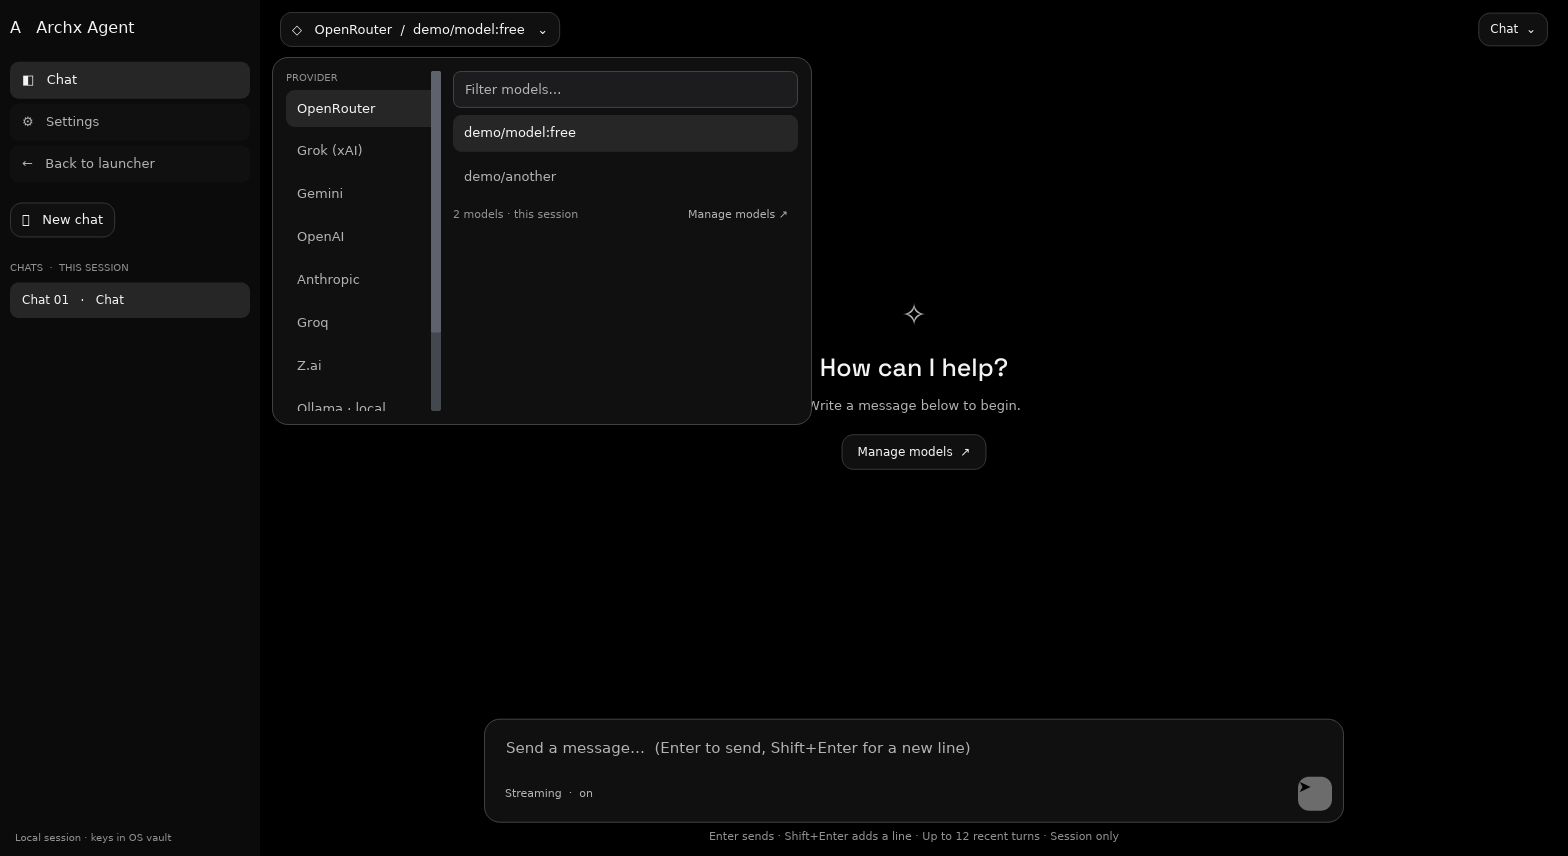 A Archx Agent
Chat
Settings
← Back to launcher
New chat
CHATS · THIS SESSION
Chat 01 · Chat
Local session · keys in OS vault
OpenRouter / demo/model:free
Chat
PROVIDER
OpenRouter
Grok (xAI)
Gemini
OpenAI
Anthropic
Groq
Z.ai
Ollama · local
Filter models...
demo/model:free
demo/another
2 models · this session
Manage models ↗
How can I help?
Write a message below to begin.
Manage models ↗
Send a message... (Enter to send, Shift+Enter for a new line)
Streaming · on
Enter sends · Shift+Enter adds a line · Up to 12 recent turns · Session only